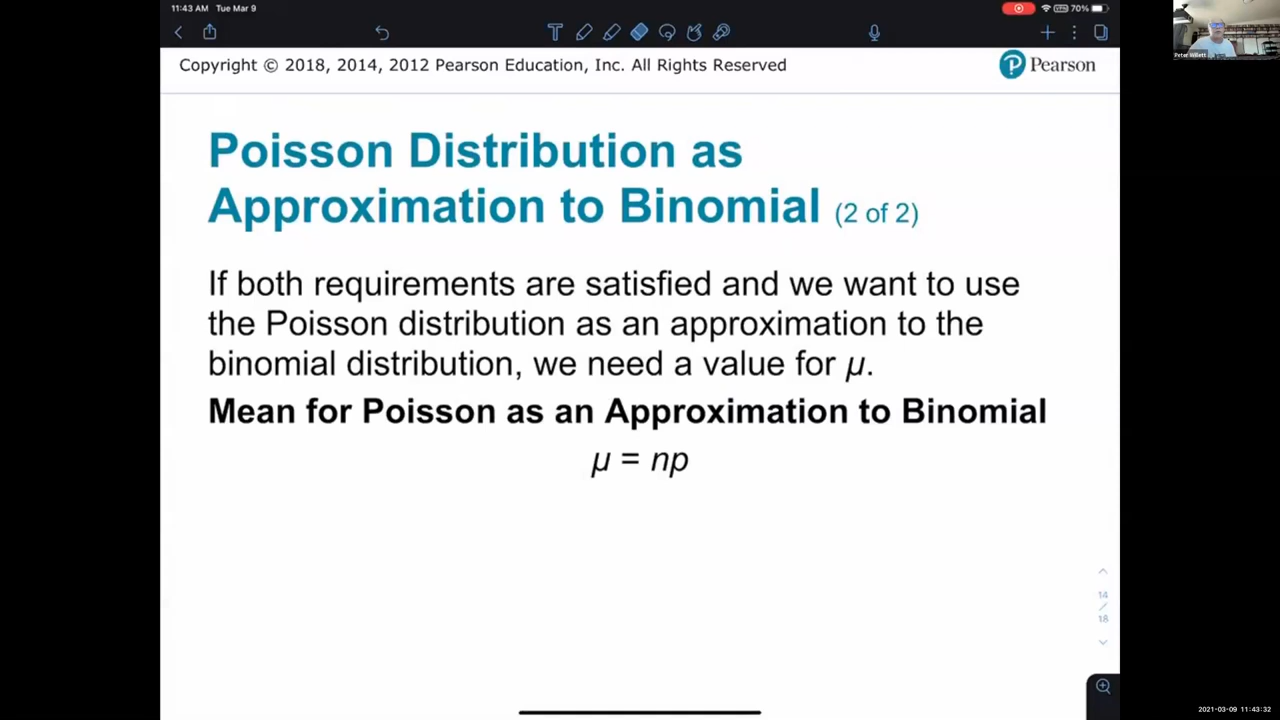 11:43 AM Tue Mar 9
VPN 70%
Copyright © 2018, 2014, 2012 Pearson Education, Inc. All Rights Reserved
Pearson
Poisson Distribution as
Approximation to Binomial (2 of 2)
If both requirements are satisfied and we want to use
the Poisson distribution as an approximation to the
binomial distribution, we need a value for μ.
Mean for Poisson as an Approximation to Binomial
μ = np
14
/
18
Peter Willett
2021-03-09 11:43:32